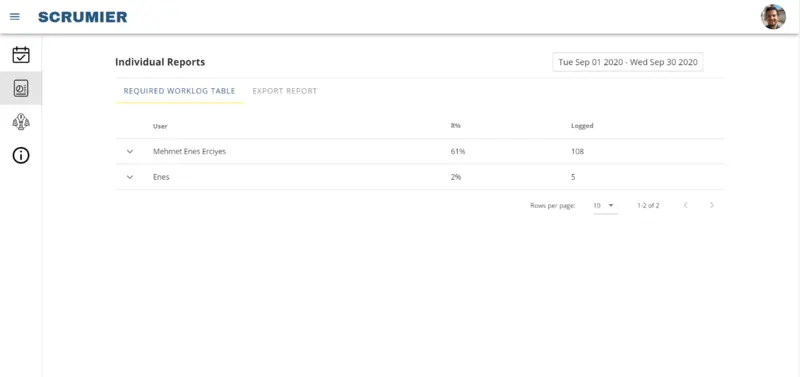 SCRUMIER
Individual Reports
Tue Sep 01 2020 - Wed Sep 30 2020
REQUIRED WORKLOG TABLE EXPORT REPORT
User R% Logged
Mehmet Enes Erciyes 61% 108
Enes 2% 5
Rows per page: 10 1-2 of 2